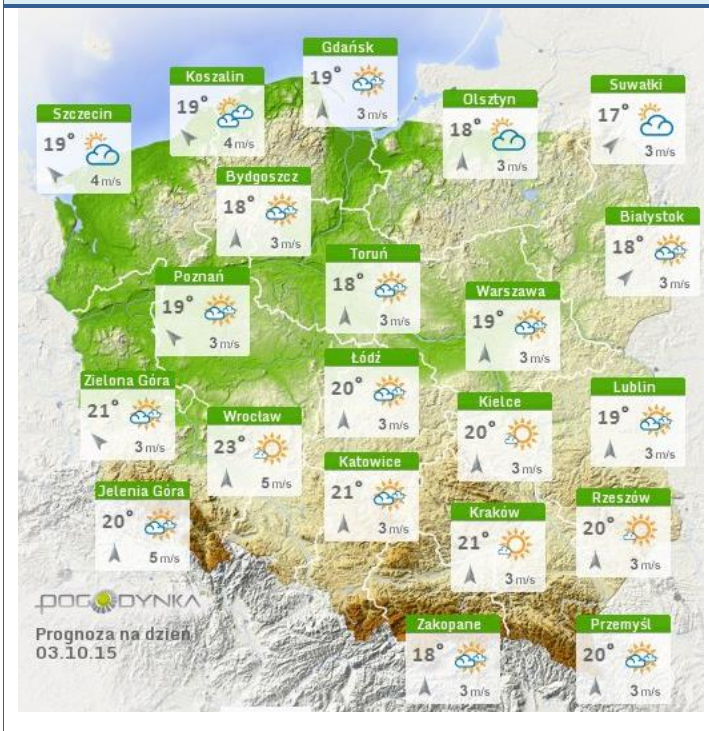 Gdańsk
19°
3 m/s
Koszalin
19°
4 m/s
Szczecin
19°
4 m/s
Olsztyn
18°
3 m/s
Suwałki
17°
3 m/s
Bydgoszcz
18°
3 m/s
Białystok
18°
3 m/s
Toruń
18°
3 m/s
Poznań
19°
3 m/s
Warszawa
19°
3 m/s
Łódź
20°
3 m/s
Zielona Góra
21°
3 m/s
Wrocław
23°
5 m/s
Kielce
20°
3 m/s
Lublin
19°
3 m/s
Katowice
21°
3 m/s
Jelenia Góra
20°
5 m/s
Kraków
21°
3 m/s
Rzeszów
20°
3 m/s
Zakopane
18°
3 m/s
Przemyśl
20°
3 m/s
POGODYNKA
Prognoza na dzień
03.10.15